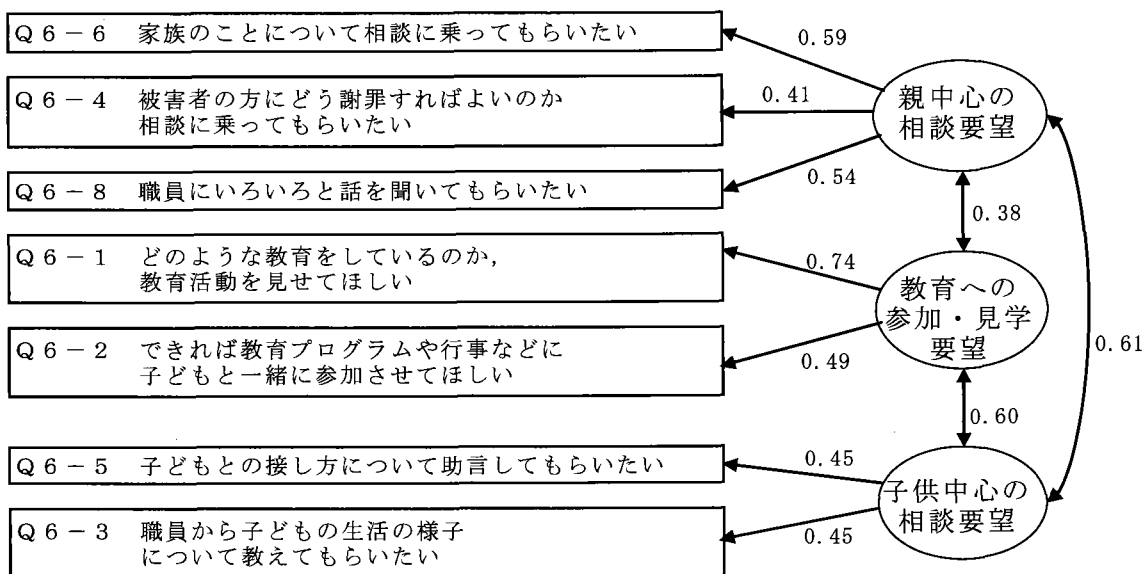 Q6-6 家族のことについて相談に乗ってもらいたい
Q6-4 被害者の方にどう謝罪すればよいのか
相談に乗ってもらいたい
Q6-8 職員にいろいろと話を聞いてもらいたい
Q6-1 どのような教育をしているのか,
教育活動を見せてほしい
Q6-2 できれば教育プログラムや行事などに
子どもと一緒に参加させてほしい
Q6-5 子どもとの接し方について助言してもらいたい
Q6-3 職員から子どもの生活の様子
について教えてもらいたい
0.59
0.41
0.54
0.74
0.49
0.45
0.45
親中心の
相談要望
0.38
教育への
参加・見学
要望
0.60
子供中心の
相談要望
0.61